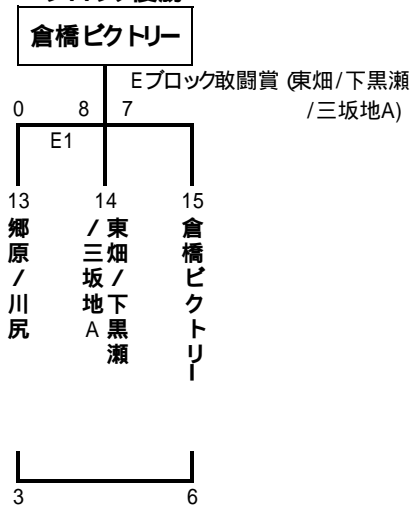 倉橋ビクトリー
Eブロック敢闘賞 (東畑/下黒瀬
/三坂地A)
0 8 7
E1
13 14 15
郷原/川尻
東畑/下黒瀬
/三坂地A
倉橋ビクトリー
3 6